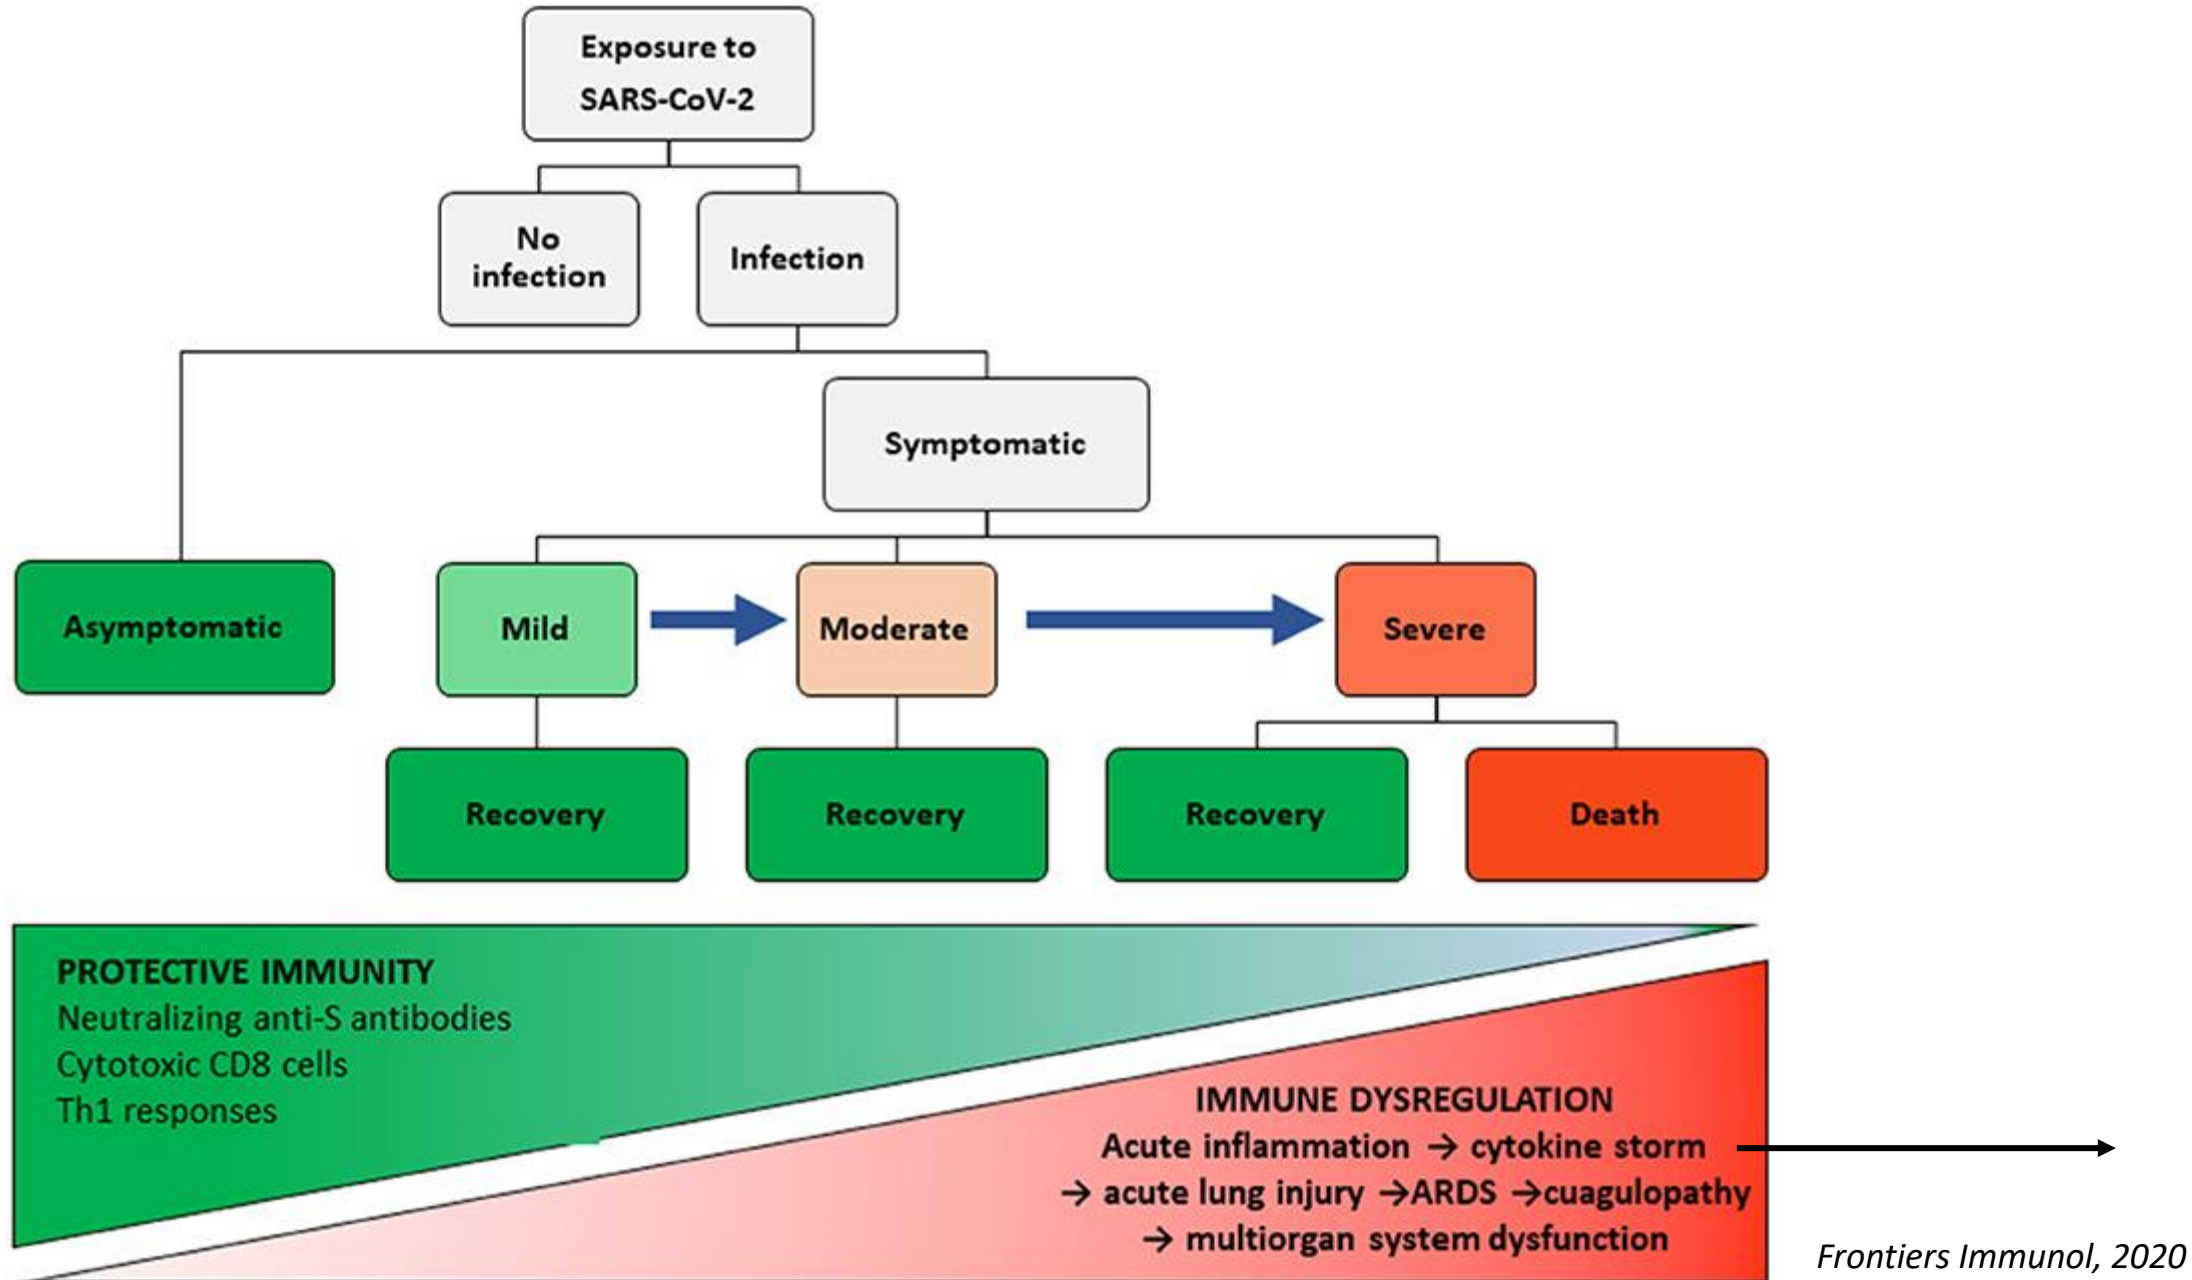 Exposure to
SARS-CoV-2
No
infection
Infection
Symptomatic
Asymptomatic
Mild
Moderate
Severe
Recovery
Recovery
Recovery
Death
PROTECTIVE IMMUNITY
Neutralizing anti-S antibodies
Cytotoxic CD8 cells
Th1 responses
IMMUNE DYSREGULATION
Acute inflammation → cytokine storm
→ acute lung injury →ARDS →cuagulopathy
→ multiorgan system dysfunction
Frontiers Immunol, 2020